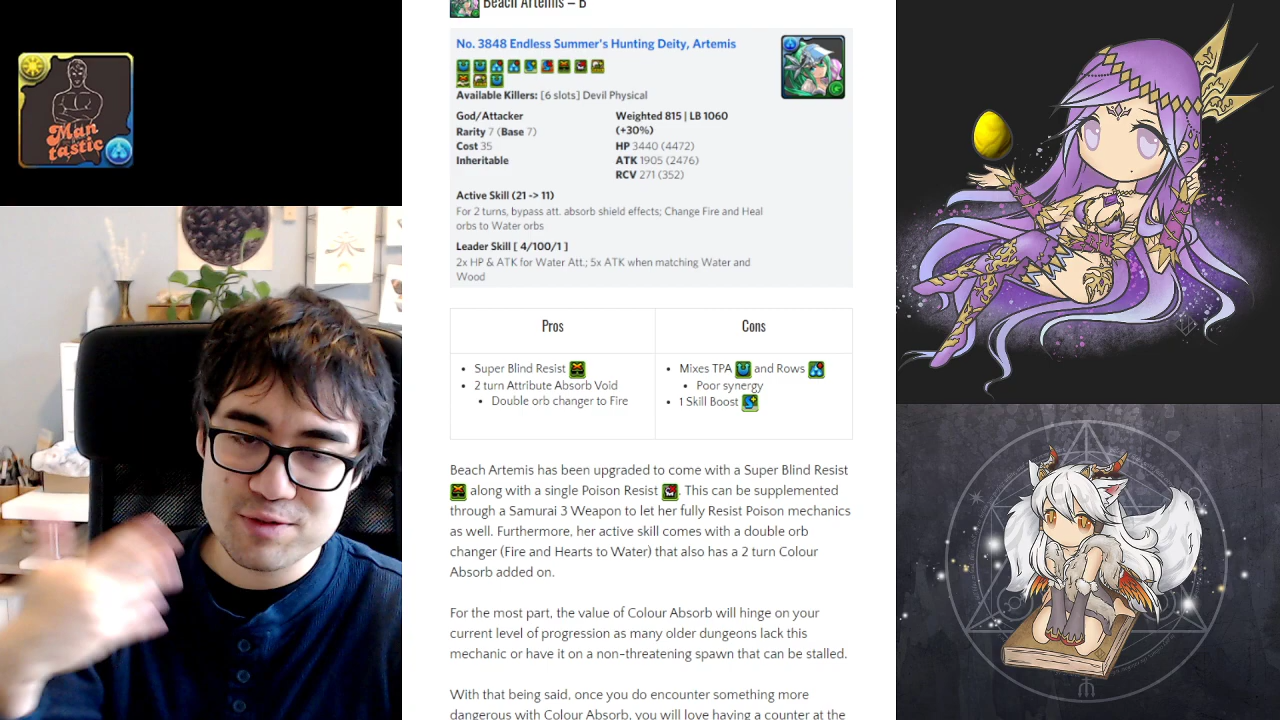 Man
tastic
Beach Artemis – B
No. 3848 Endless Summer's Hunting Deity, Artemis
Available Killers: [6 slots] Devil Physical
God/Attacker
Rarity 7 (Base 7)
Cost 35
Inheritable
Weighted 815 | LB 1060
(+30%)
HP 3440 (4472)
ATK 1905 (2476)
RCV 271 (352)
Active Skill (21 -> 11)
For 2 turns, bypass att. absorb shield effects; Change Fire and Heal
orbs to Water orbs
Leader Skill [ 4/100/1 ]
2x HP & ATK for Water Att.; 5x ATK when matching Water and
Wood
Pros
Super Blind Resist
2 turn Attribute Absorb Void
Double orb changer to Fire
Cons
Mixes TPA and Rows
Poor synergy
1 Skill Boost
Beach Artemis has been upgraded to come with a Super Blind Resist
along with a single Poison Resist . This can be supplemented
through a Samurai 3 Weapon to let her fully Resist Poison mechanics
as well. Furthermore, her active skill comes with a double orb
changer (Fire and Hearts to Water) that also has a 2 turn Colour
Absorb added on.
For the most part, the value of Colour Absorb will hinge on your
current level of progression as many older dungeons lack this
mechanic or have it on a non-threatening spawn that can be stalled.
With that being said, once you do encounter something more
dangerous with Colour Absorb, you will love having a counter at the